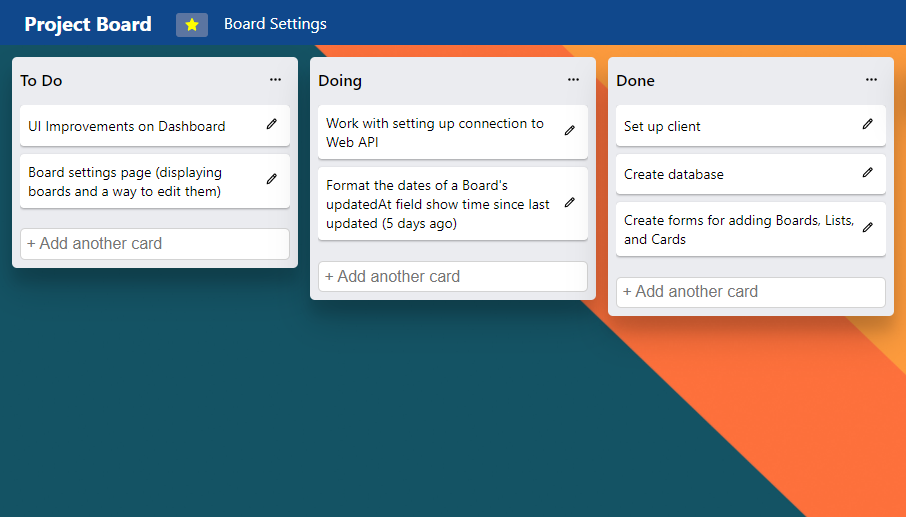 Project Board
Board Settings
To Do
UI Improvements on Dashboard
Board settings page (displaying
boards and a way to edit them)
+ Add another card
Doing
Work with setting up connection to
Web API
Format the dates of a Board's
updatedAt field show time since last
updated (5 days ago)
+ Add another card
Done
Set up client
Create database
Create forms for adding Boards, Lists,
and Cards
+ Add another card